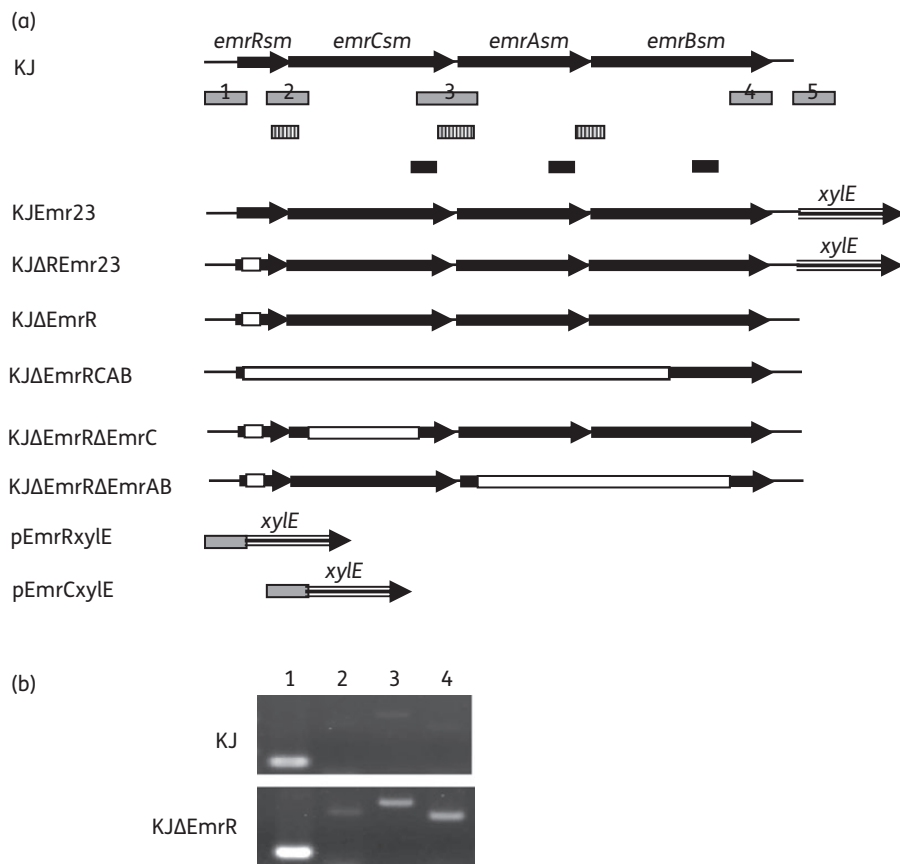 (a)
emrRsm emrCsm emrAsm emrBsm
KJ
1 2 3 4 5
KJEmr23 xylE
KJΔREmr23 xylE
KJΔEmrR
KJΔEmrRCAB
KJΔEmrRΔEmrC
KJΔEmrRΔEmrAB
pEmrRxylE xylE
pEmrCxylE xylE
(b)
1 2 3 4
KJ
KJΔEmrR